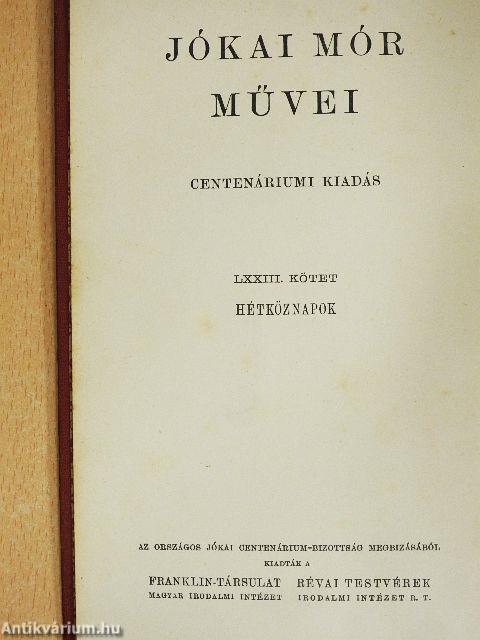 JÓKAI MÓR
MŰVEI
CENTENÁRIUMI KIADÁS
LXXIII. KÖTET
HÉTKÖZNAPOK
AZ ORSZÁGOS JÓKAI CENTENÁRIUM-BIZOTTSÁG MEGBIZÁSÁBÓL
KIADTÁK A
FRANKLIN-TÁRSULAT RÉVAI TESTVÉREK
MAGYAR IRODALMI INTÉZET IRODALMI INTÉZET R. T.
Antikvárium.hu